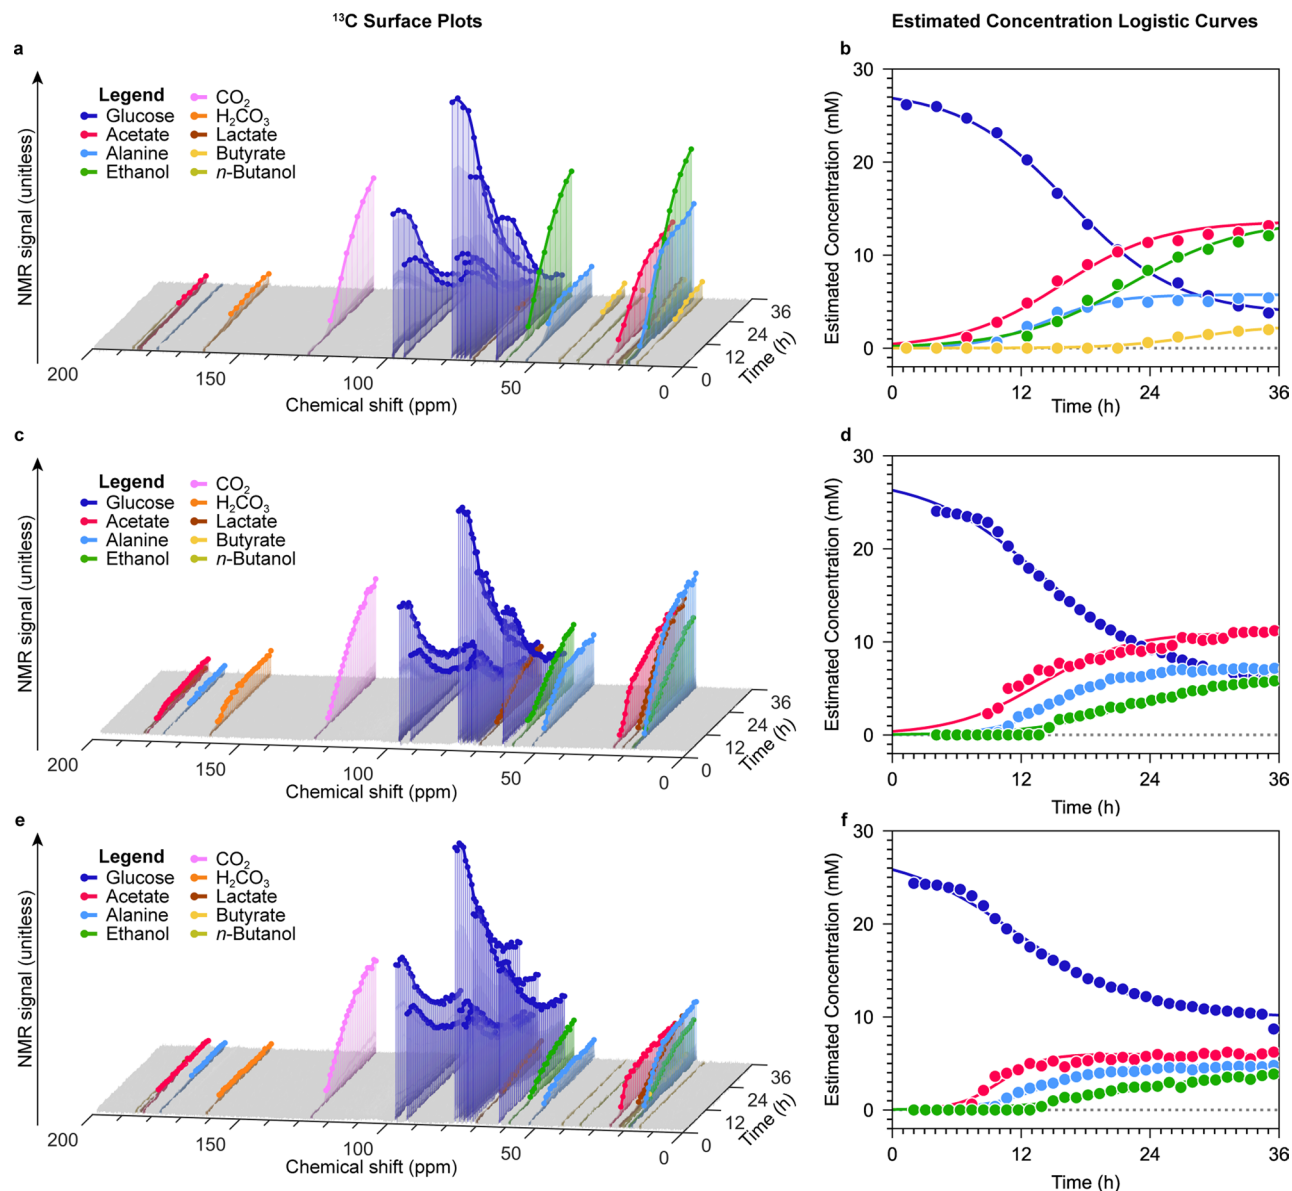 ¹³C Surface Plots
Estimated Concentration Logistic Curves
a
NMR signal (unitless)
Legend
Glucose
Acetate
Alanine
Ethanol
CO₂
H₂CO₃
Lactate
Butyrate
n-Butanol
200
150
100
50
0
Chemical shift (ppm)
0
12
24
36
Time (h)
b
Estimated Concentration (mM)
30
20
10
0
0
12
24
36
Time (h)
c
NMR signal (unitless)
Legend
Glucose
Acetate
Alanine
Ethanol
CO₂
H₂CO₃
Lactate
Butyrate
n-Butanol
200
150
100
50
0
Chemical shift (ppm)
0
12
24
36
Time (h)
d
Estimated Concentration (mM)
30
20
10
0
0
12
24
36
Time (h)
e
NMR signal (unitless)
Legend
Glucose
Acetate
Alanine
Ethanol
CO₂
H₂CO₃
Lactate
Butyrate
n-Butanol
200
150
100
50
0
Chemical shift (ppm)
0
12
24
36
Time (h)
f
Estimated Concentration (mM)
30
20
10
0
0
12
24
36
Time (h)